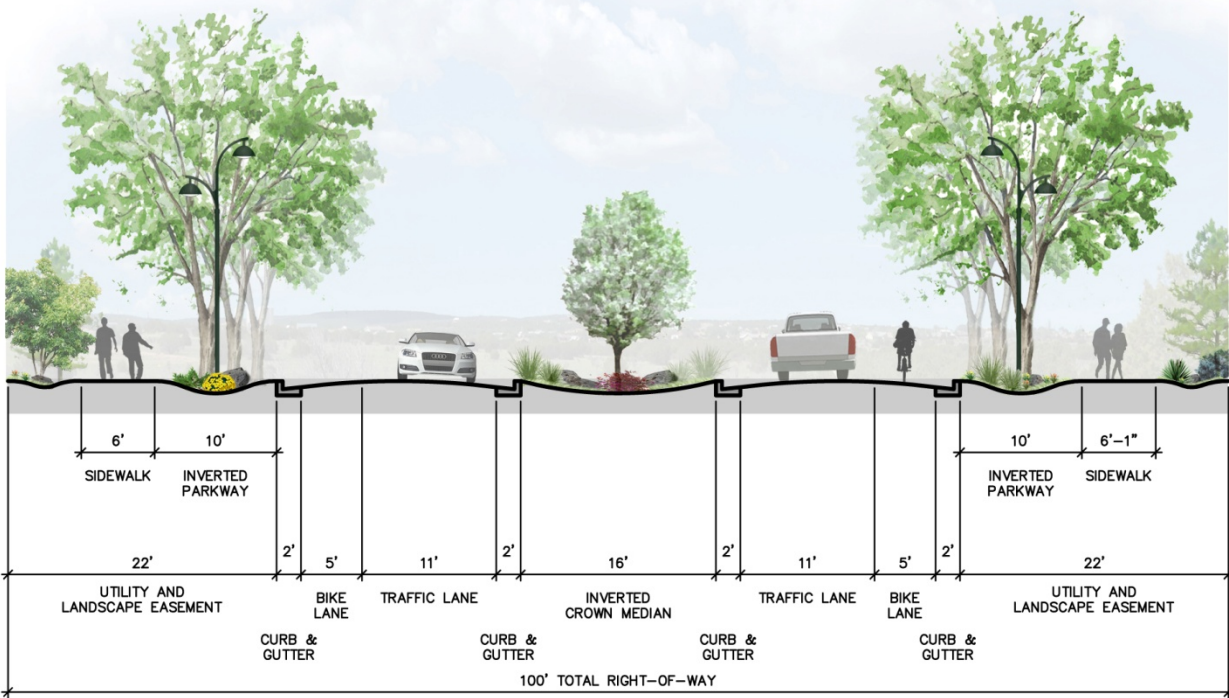 6'
10'
10'
6'-1"
SIDEWALK
INVERTED
PARKWAY
INVERTED
PARKWAY
SIDEWALK
22'
2'
5'
11'
2'
16'
2'
11'
5'
2'
22'
UTILITY AND
LANDSCAPE EASEMENT
BIKE
LANE
TRAFFIC LANE
INVERTED
CROWN MEDIAN
TRAFFIC LANE
BIKE
LANE
UTILITY AND
LANDSCAPE EASEMENT
CURB &
GUTTER
CURB &
GUTTER
CURB &
GUTTER
CURB &
GUTTER
100' TOTAL RIGHT-OF-WAY